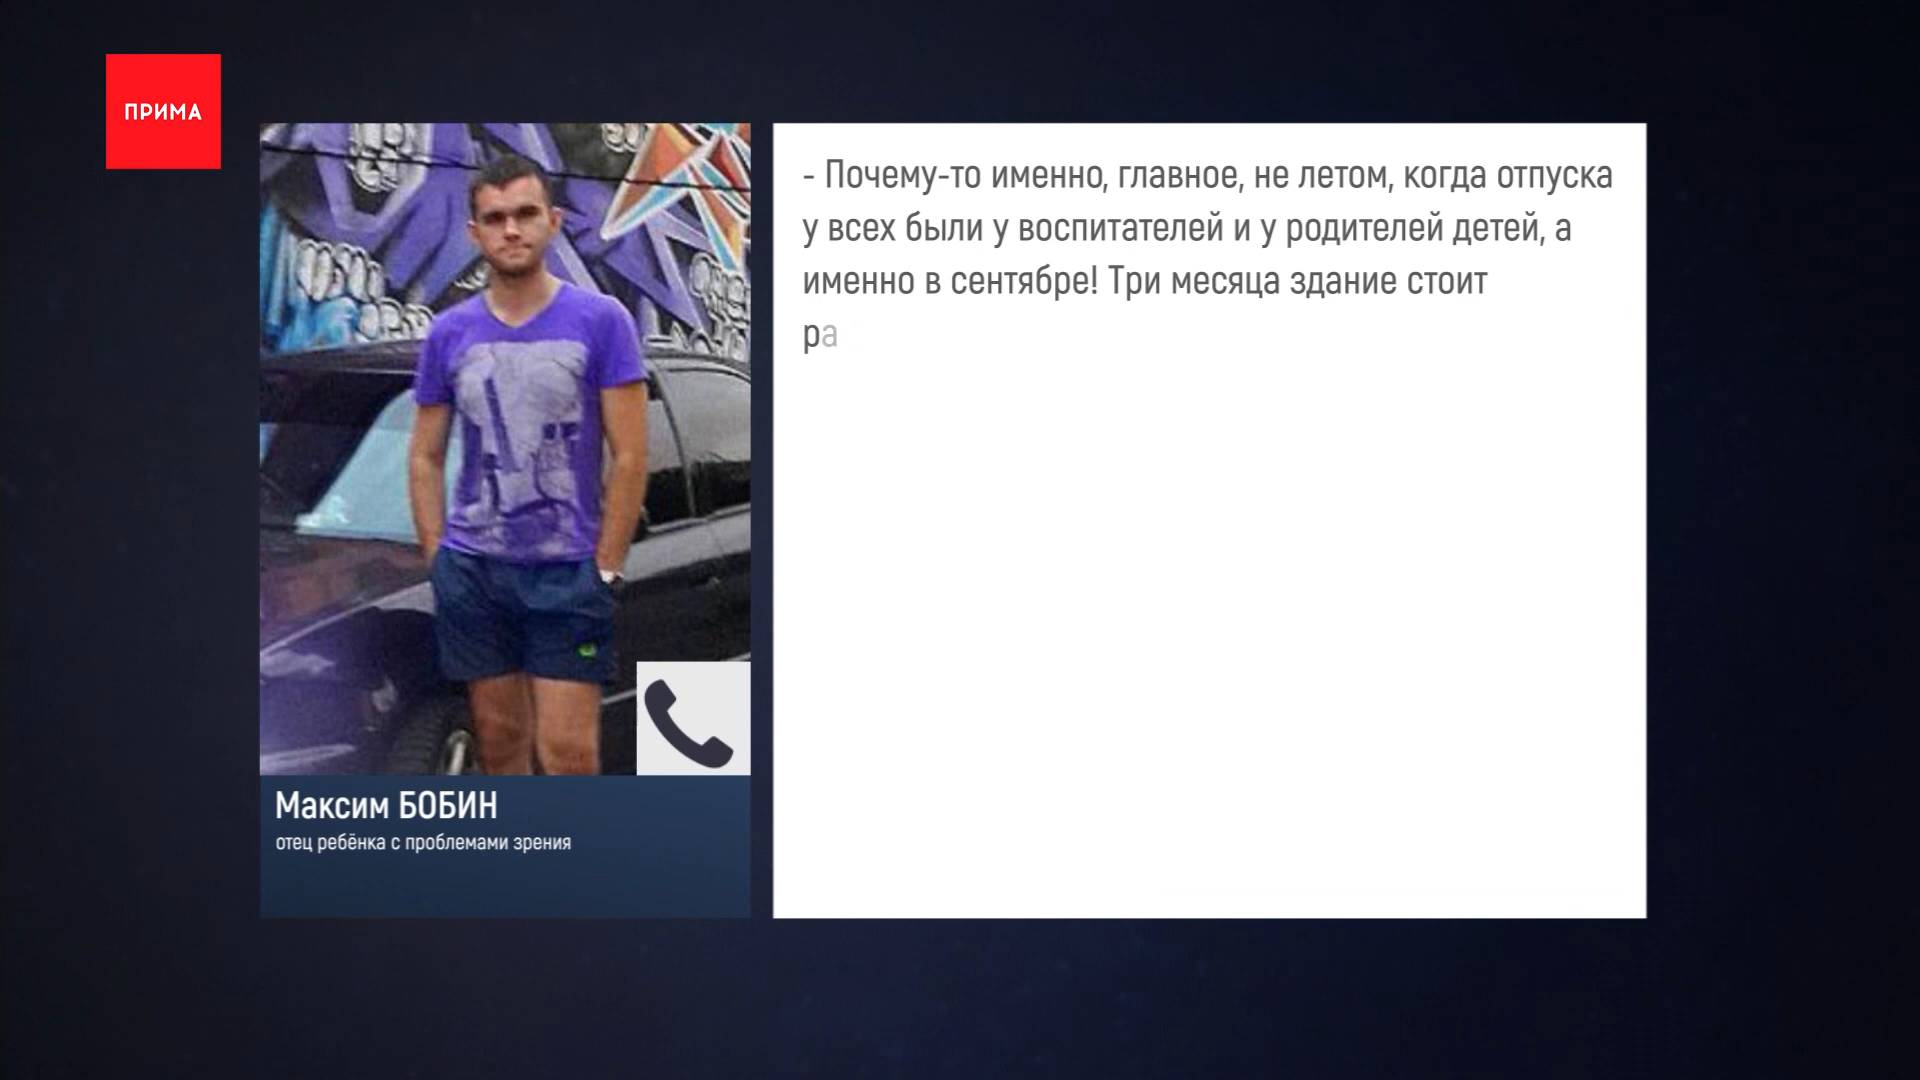 ПРИМА
- Почему-то именно, главное, не летом, когда отпуска
у всех были у воспитателей и у родителей детей, а
именно в сентябре! Три месяца здание стоит
ра
Максим БОБИН
отец ребёнка с проблемами зрения